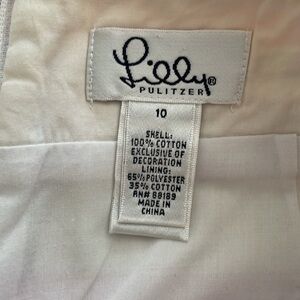 Lilly®
PULITZER
10
SHELL:
100% COTTON
EXCLUSIVE OF
DECORATION
LINING:
65% POLYESTER
35% COTTON
RN# 88189
MADE IN
CHINA